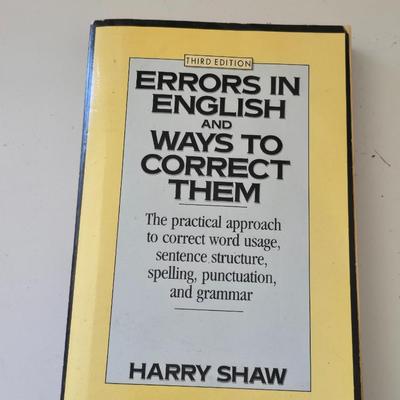 THIRD EDITION
ERRORS IN
ENGLISH
AND
WAYS TO
CORRECT
THEM
The practical approach
to correct word usage,
sentence structure,
spelling, punctuation,
and grammar
HARRY SHAW